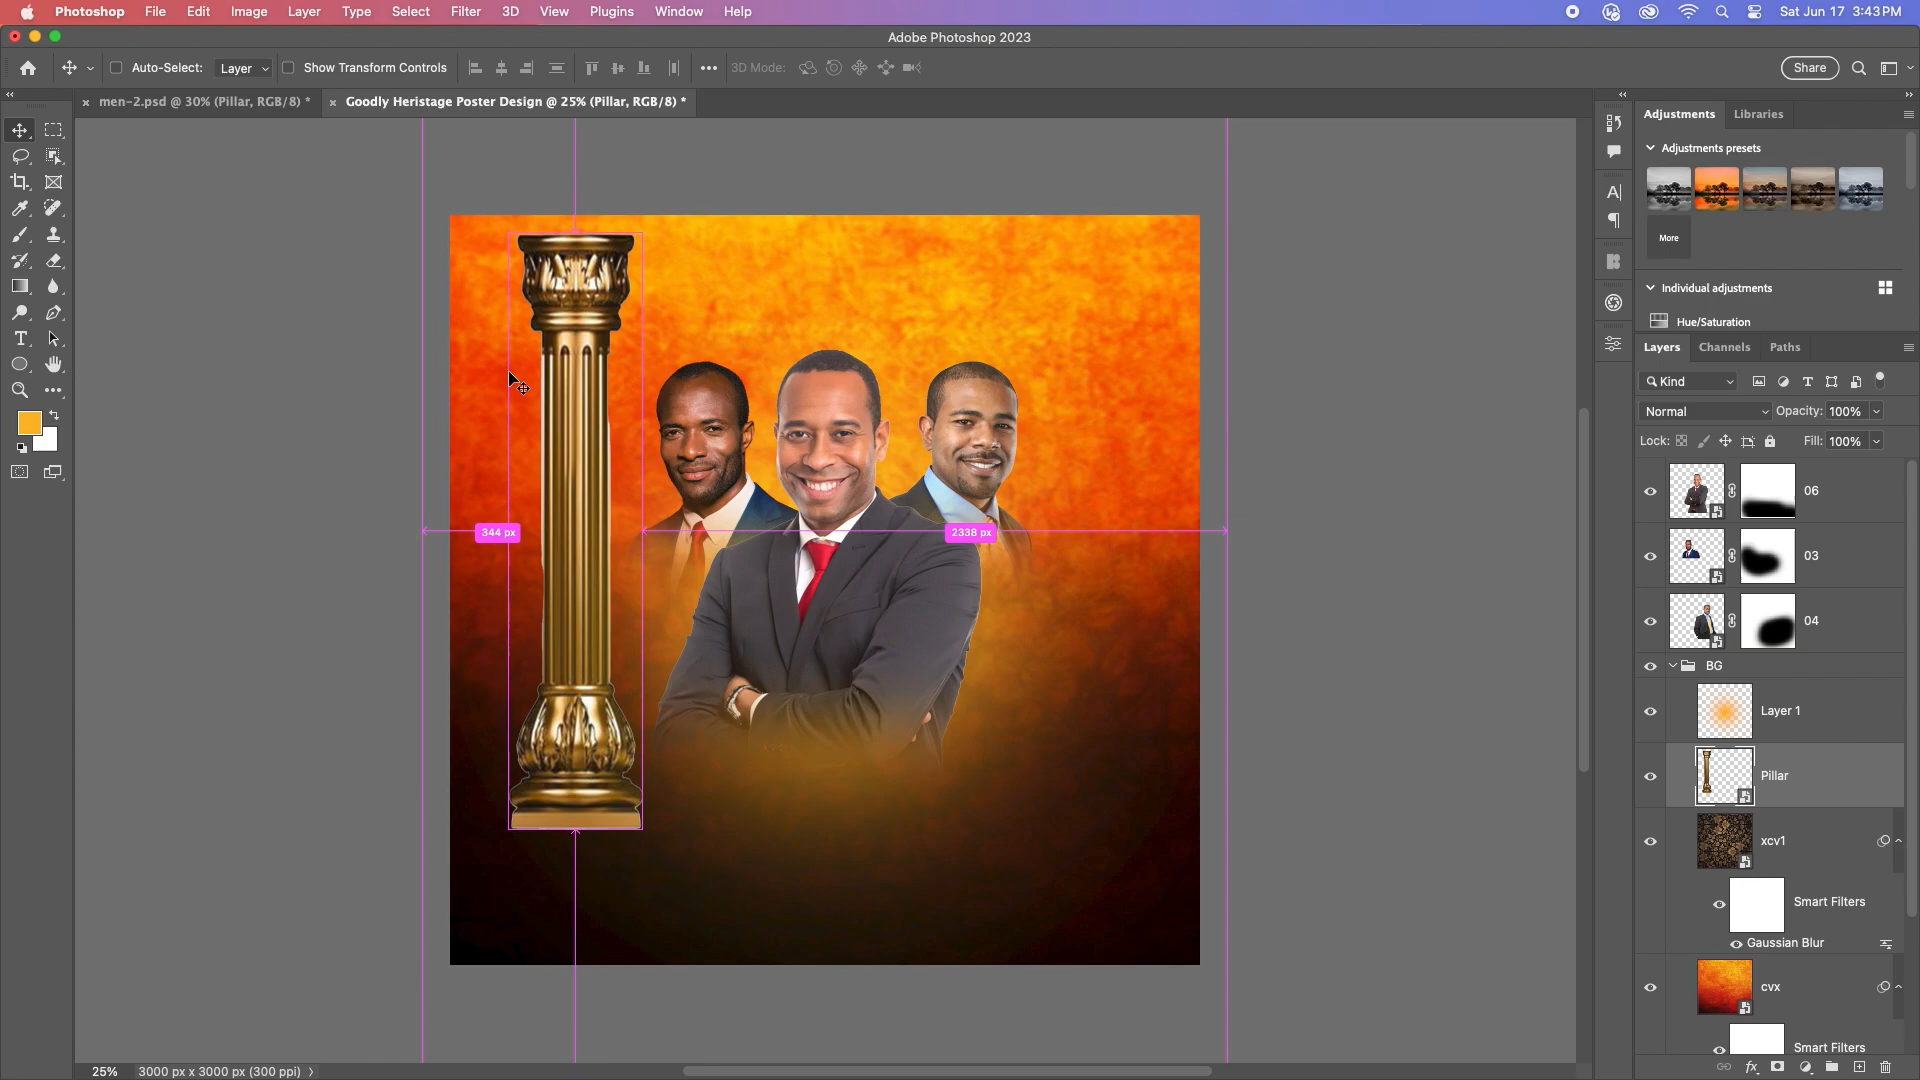 Photoshop File Edit Image Layer Type Select Filter 3D View Plugins Window Help Sat Jun 17 3:43 PM
Adobe Photoshop 2023
Auto-Select: Layer Show Transform Controls 3D Mode: Share
men-2.psd @ 30% (Pillar, RGB/8) * Goodly Heristage Poster Design @ 25% (Pillar, RGB/8) *
Adjustments Libraries
Adjustments presets
More
Individual adjustments
Hue/Saturation
Layers Channels Paths
Kind
Normal Opacity: 100%
Lock: Fill: 100%
06
03
04
BG
Layer 1
Pillar
xcv1
Smart Filters
Gaussian Blur
cvx
Smart Filters
344 px 2338 px
25% 3000 px x 3000 px (300 ppi)